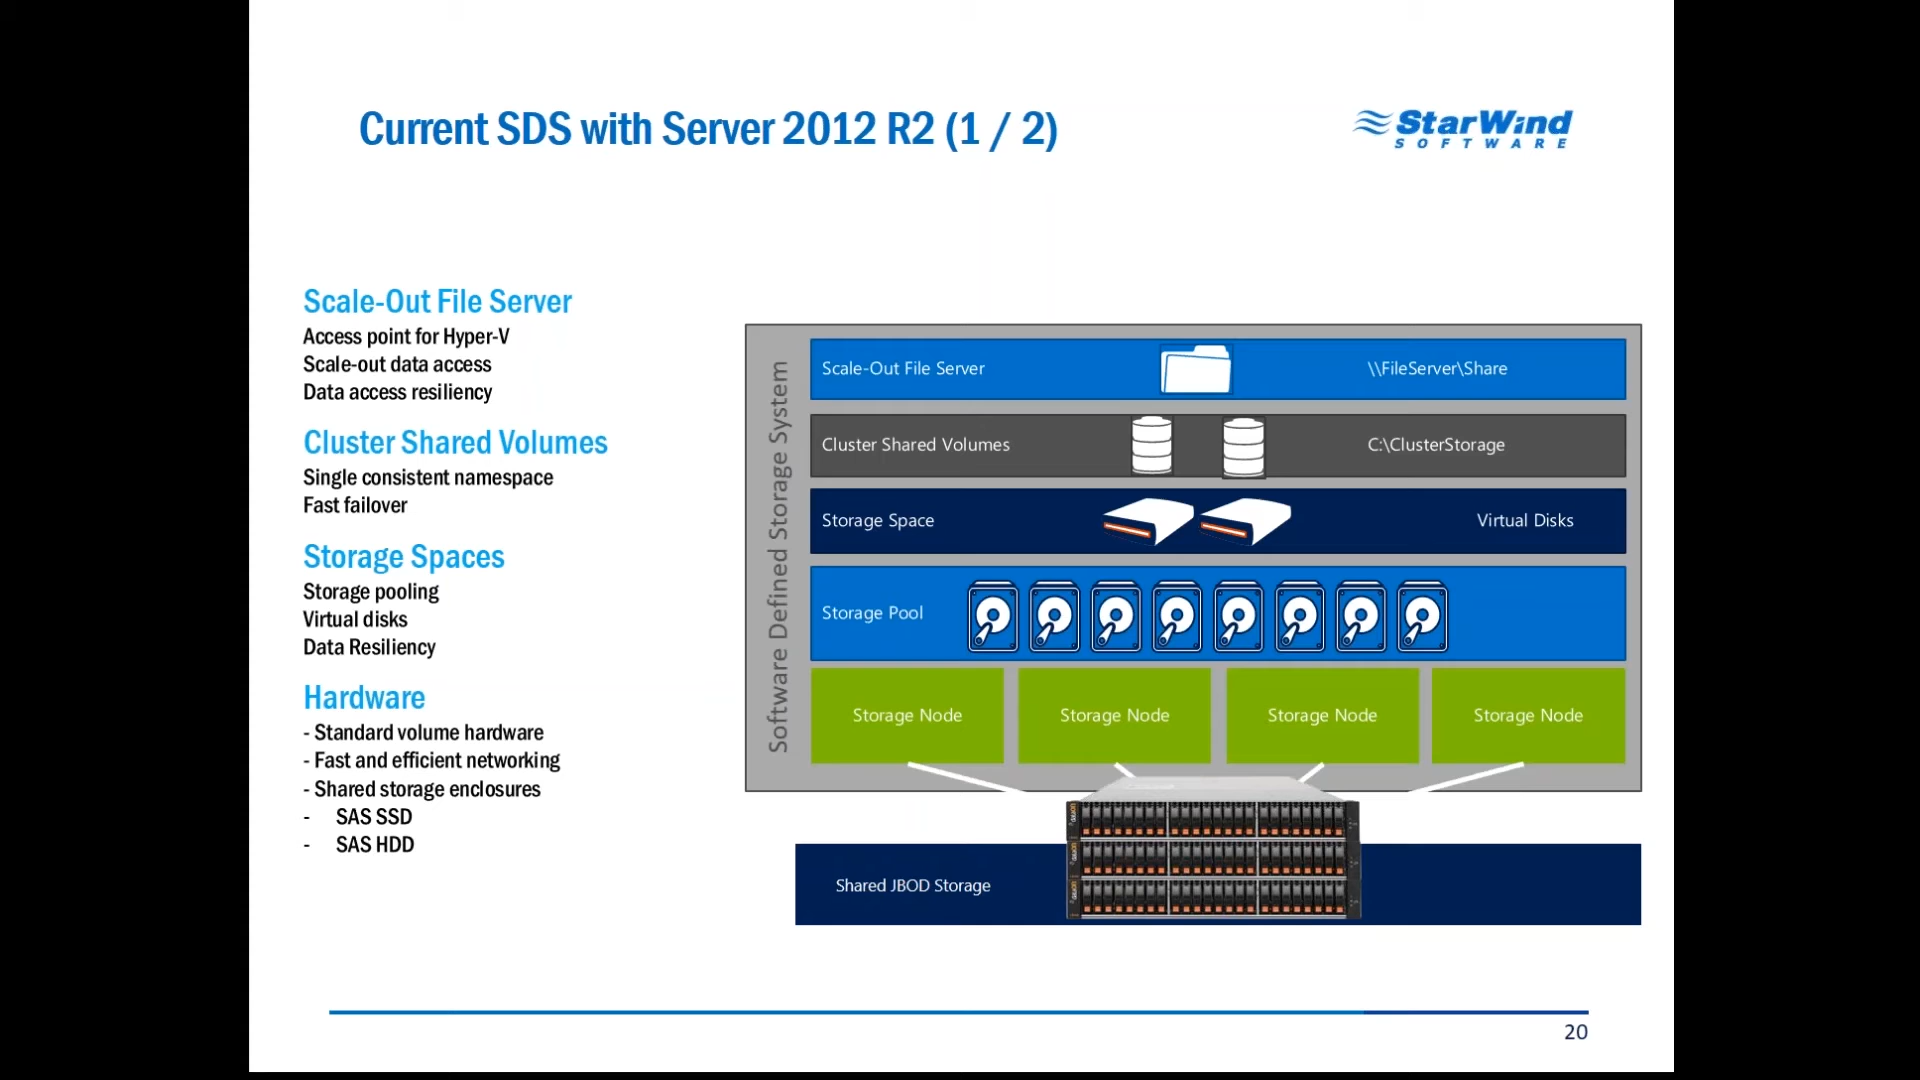 Current SDS with Server 2012 R2 (1 / 2)
StarWind
SOFTWARE
Scale-Out File Server
Access point for Hyper-V
Scale-out data access
Data access resiliency
Cluster Shared Volumes
Single consistent namespace
Fast failover
Storage Spaces
Storage pooling
Virtual disks
Data Resiliency
Hardware
- Standard volume hardware
- Fast and efficient networking
- Shared storage enclosures
- SAS SSD
- SAS HDD
Software Defined Storage System
Scale-Out File Server
\\FileServer\Share
Cluster Shared Volumes
C:\ClusterStorage
Storage Space
Virtual Disks
Storage Pool
Storage Node
Storage Node
Storage Node
Storage Node
Shared JBOD Storage
20